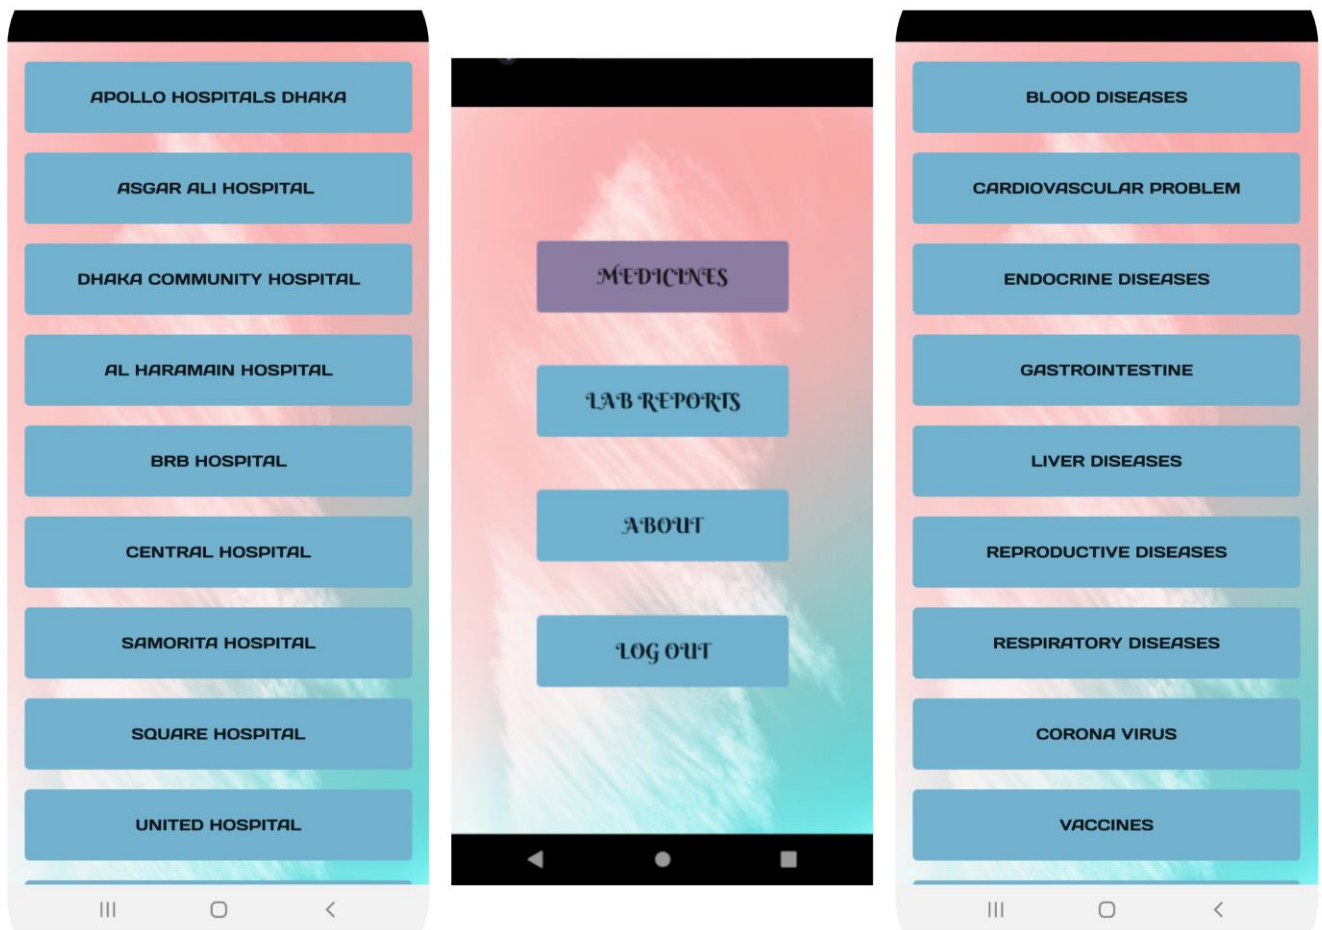 APOLLO HOSPITALS DHAKA
ASGAR ALI HOSPITAL
DHAKA COMMUNITY HOSPITAL
AL HARAMAIN HOSPITAL
BRB HOSPITAL
CENTRAL HOSPITAL
SAMORITA HOSPITAL
SQUARE HOSPITAL
UNITED HOSPITAL
MEDICINES
LAB REPORTS
ABOUT
LOG OUT
BLOOD DISEASES
CARDIOVASCULAR PROBLEM
ENDOCRINE DISEASES
GASTROINTESTINE
LIVER DISEASES
REPRODUCTIVE DISEASES
RESPIRATORY DISEASES
CORONA VIRUS
VACCINES